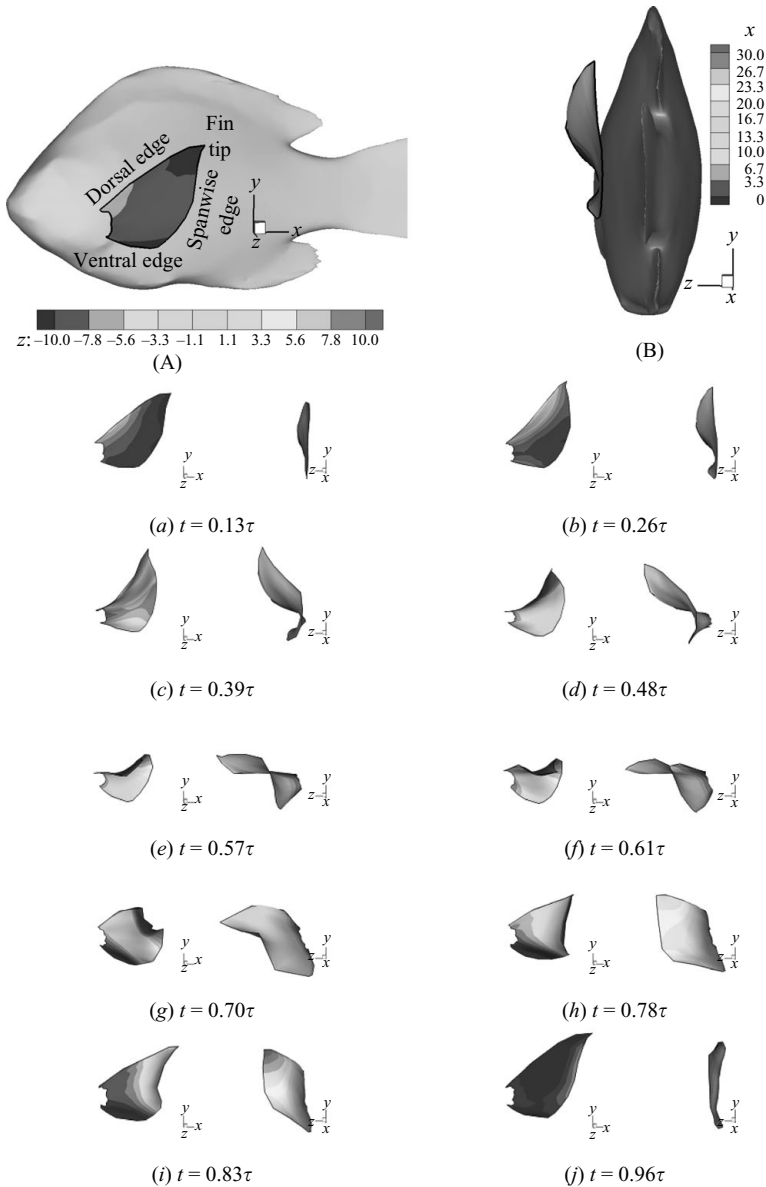 x
30.0
26.7
23.3
20.0
16.7
13.3
10.0
6.7
3.3
0
Fin
tip
Dorsal edge
Spanwise
edge
Ventral edge
y
z
x
y
z
x
z: −10.0 −7.8 −5.6 −3.3 −1.1 1.1 3.3 5.6 7.8 10.0
(A)
(B)
y
z x
y
z
x
y
z x
y
z
x
(a) t = 0.13τ
(b) t = 0.26τ
y
z x
y
z
x
y
z x
y
z
x
(c) t = 0.39τ
(d) t = 0.48τ
y
z x
y
z
x
y
z x
y
z
x
(e) t = 0.57τ
(f) t = 0.61τ
y
z x
y
z
x
y
z x
y
z
x
(g) t = 0.70τ
(h) t = 0.78τ
y
z x
y
z
x
y
z x
y
z
x
(i) t = 0.83τ
(j) t = 0.96τ